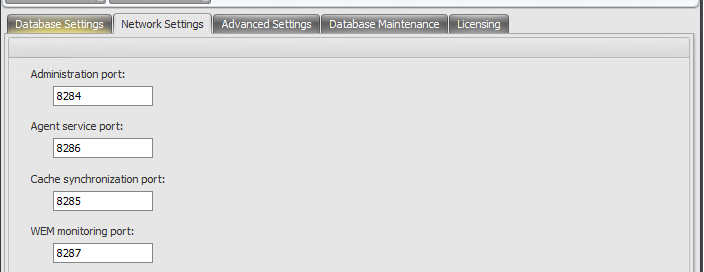 Database Settings Network Settings Advanced Settings Database Maintenance Licensing
Administration port:
8284
Agent service port:
8286
Cache synchronization port:
8285
WEM monitoring port:
8287